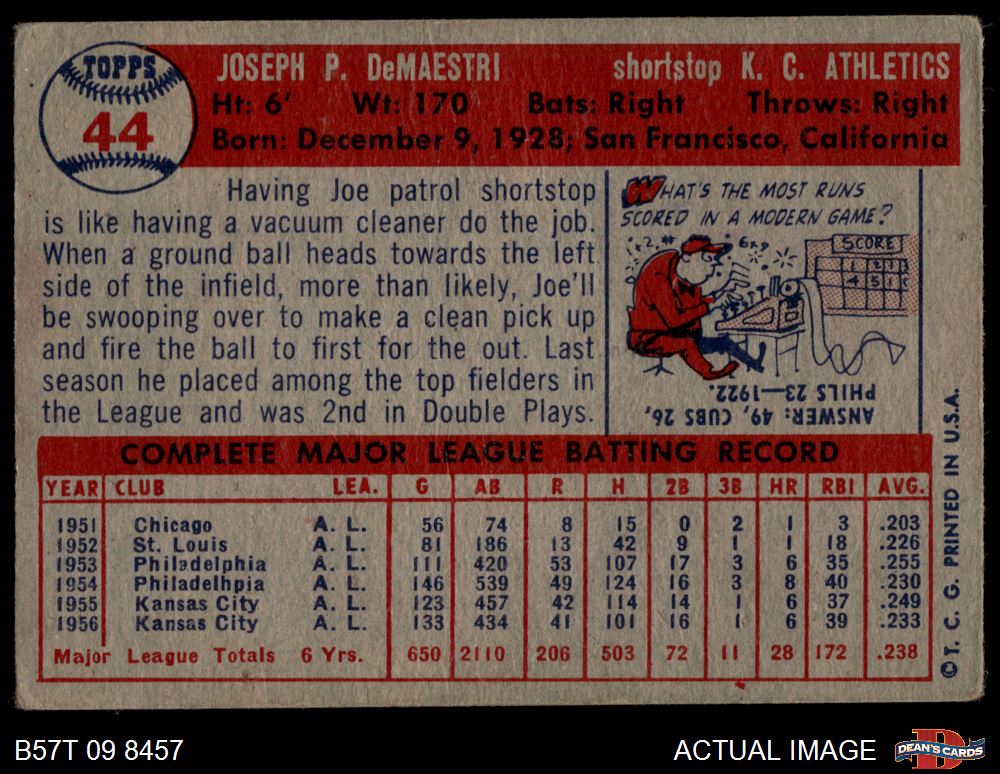 TOPPS
44
JOSEPH P. DeMAESTRI shortstop K. C. ATHLETICS
Ht: 6' Wt: 170 Bats: Right Throws: Right
Born: December 9, 1928; San Francisco, California
Having Joe patrol shortstop
is like having a vacuum cleaner do the job.
When a ground ball heads towards the left
side of the infield, more than likely, Joe'll
be swooping over to make a clean pick up
and fire the ball to first for the out. Last
season he placed among the top fielders in
the League and was 2nd in Double Plays.
WHAT'S THE MOST RUNS
SCORED IN A MODERN GAME?
SCORE
ANSWER: 49, CUBS 26,
PHILS 23—1922.
COMPLETE MAJOR LEAGUE BATTING RECORD
YEAR CLUB LEA. G AB R H 2B 3B HR RBI AVG.
1951 Chicago A. L. 56 74 8 15 0 2 1 3 .203
1952 St. Louis A. L. 81 186 13 42 9 1 1 18 .226
1953 Philadelphia A. L. 111 420 53 107 17 3 6 35 .255
1954 Philadelhpia A. L. 146 539 49 124 16 3 8 40 .230
1955 Kansas City A. L. 123 457 42 114 14 1 6 37 .249
1956 Kansas City A. L. 133 434 41 101 16 1 6 39 .233
Major League Totals 6 Yrs. 650 2110 206 503 72 11 28 172 .238
© T. C. G. PRINTED IN U.S.A.
B57T 09 8457
ACTUAL IMAGE
DEAN'S CARDS